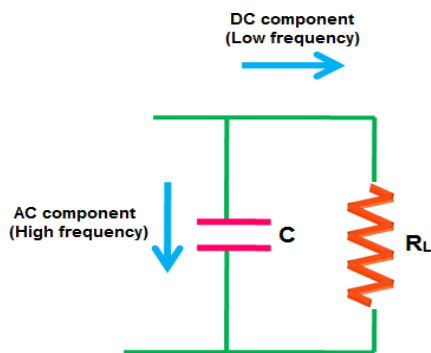 DC component
(Low frequency)
AC component
(High frequency)
C
RL